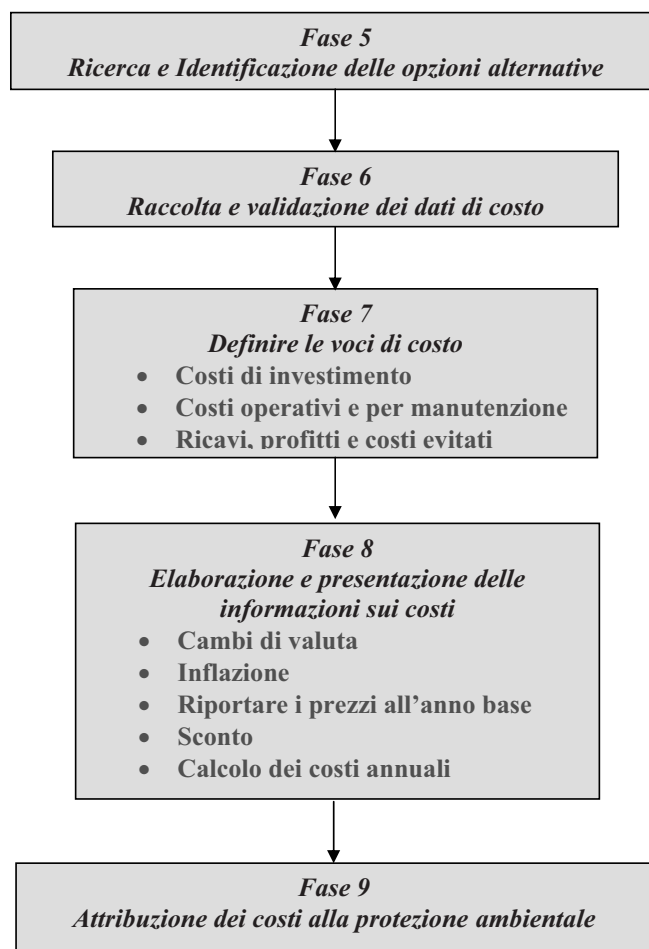 Fase 5
Ricerca e Identificazione delle opzioni alternative
Fase 6
Raccolta e validazione dei dati di costo
Fase 7
Definire le voci di costo
• Costi di investimento
• Costi operativi e per manutenzione
• Ricavi, profitti e costi evitati
Fase 8
Elaborazione e presentazione delle
informazioni sui costi
• Cambi di valuta
• Inflazione
• Riportare i prezzi all’anno base
• Sconto
• Calcolo dei costi annuali
Fase 9
Attribuzione dei costi alla protezione ambientale